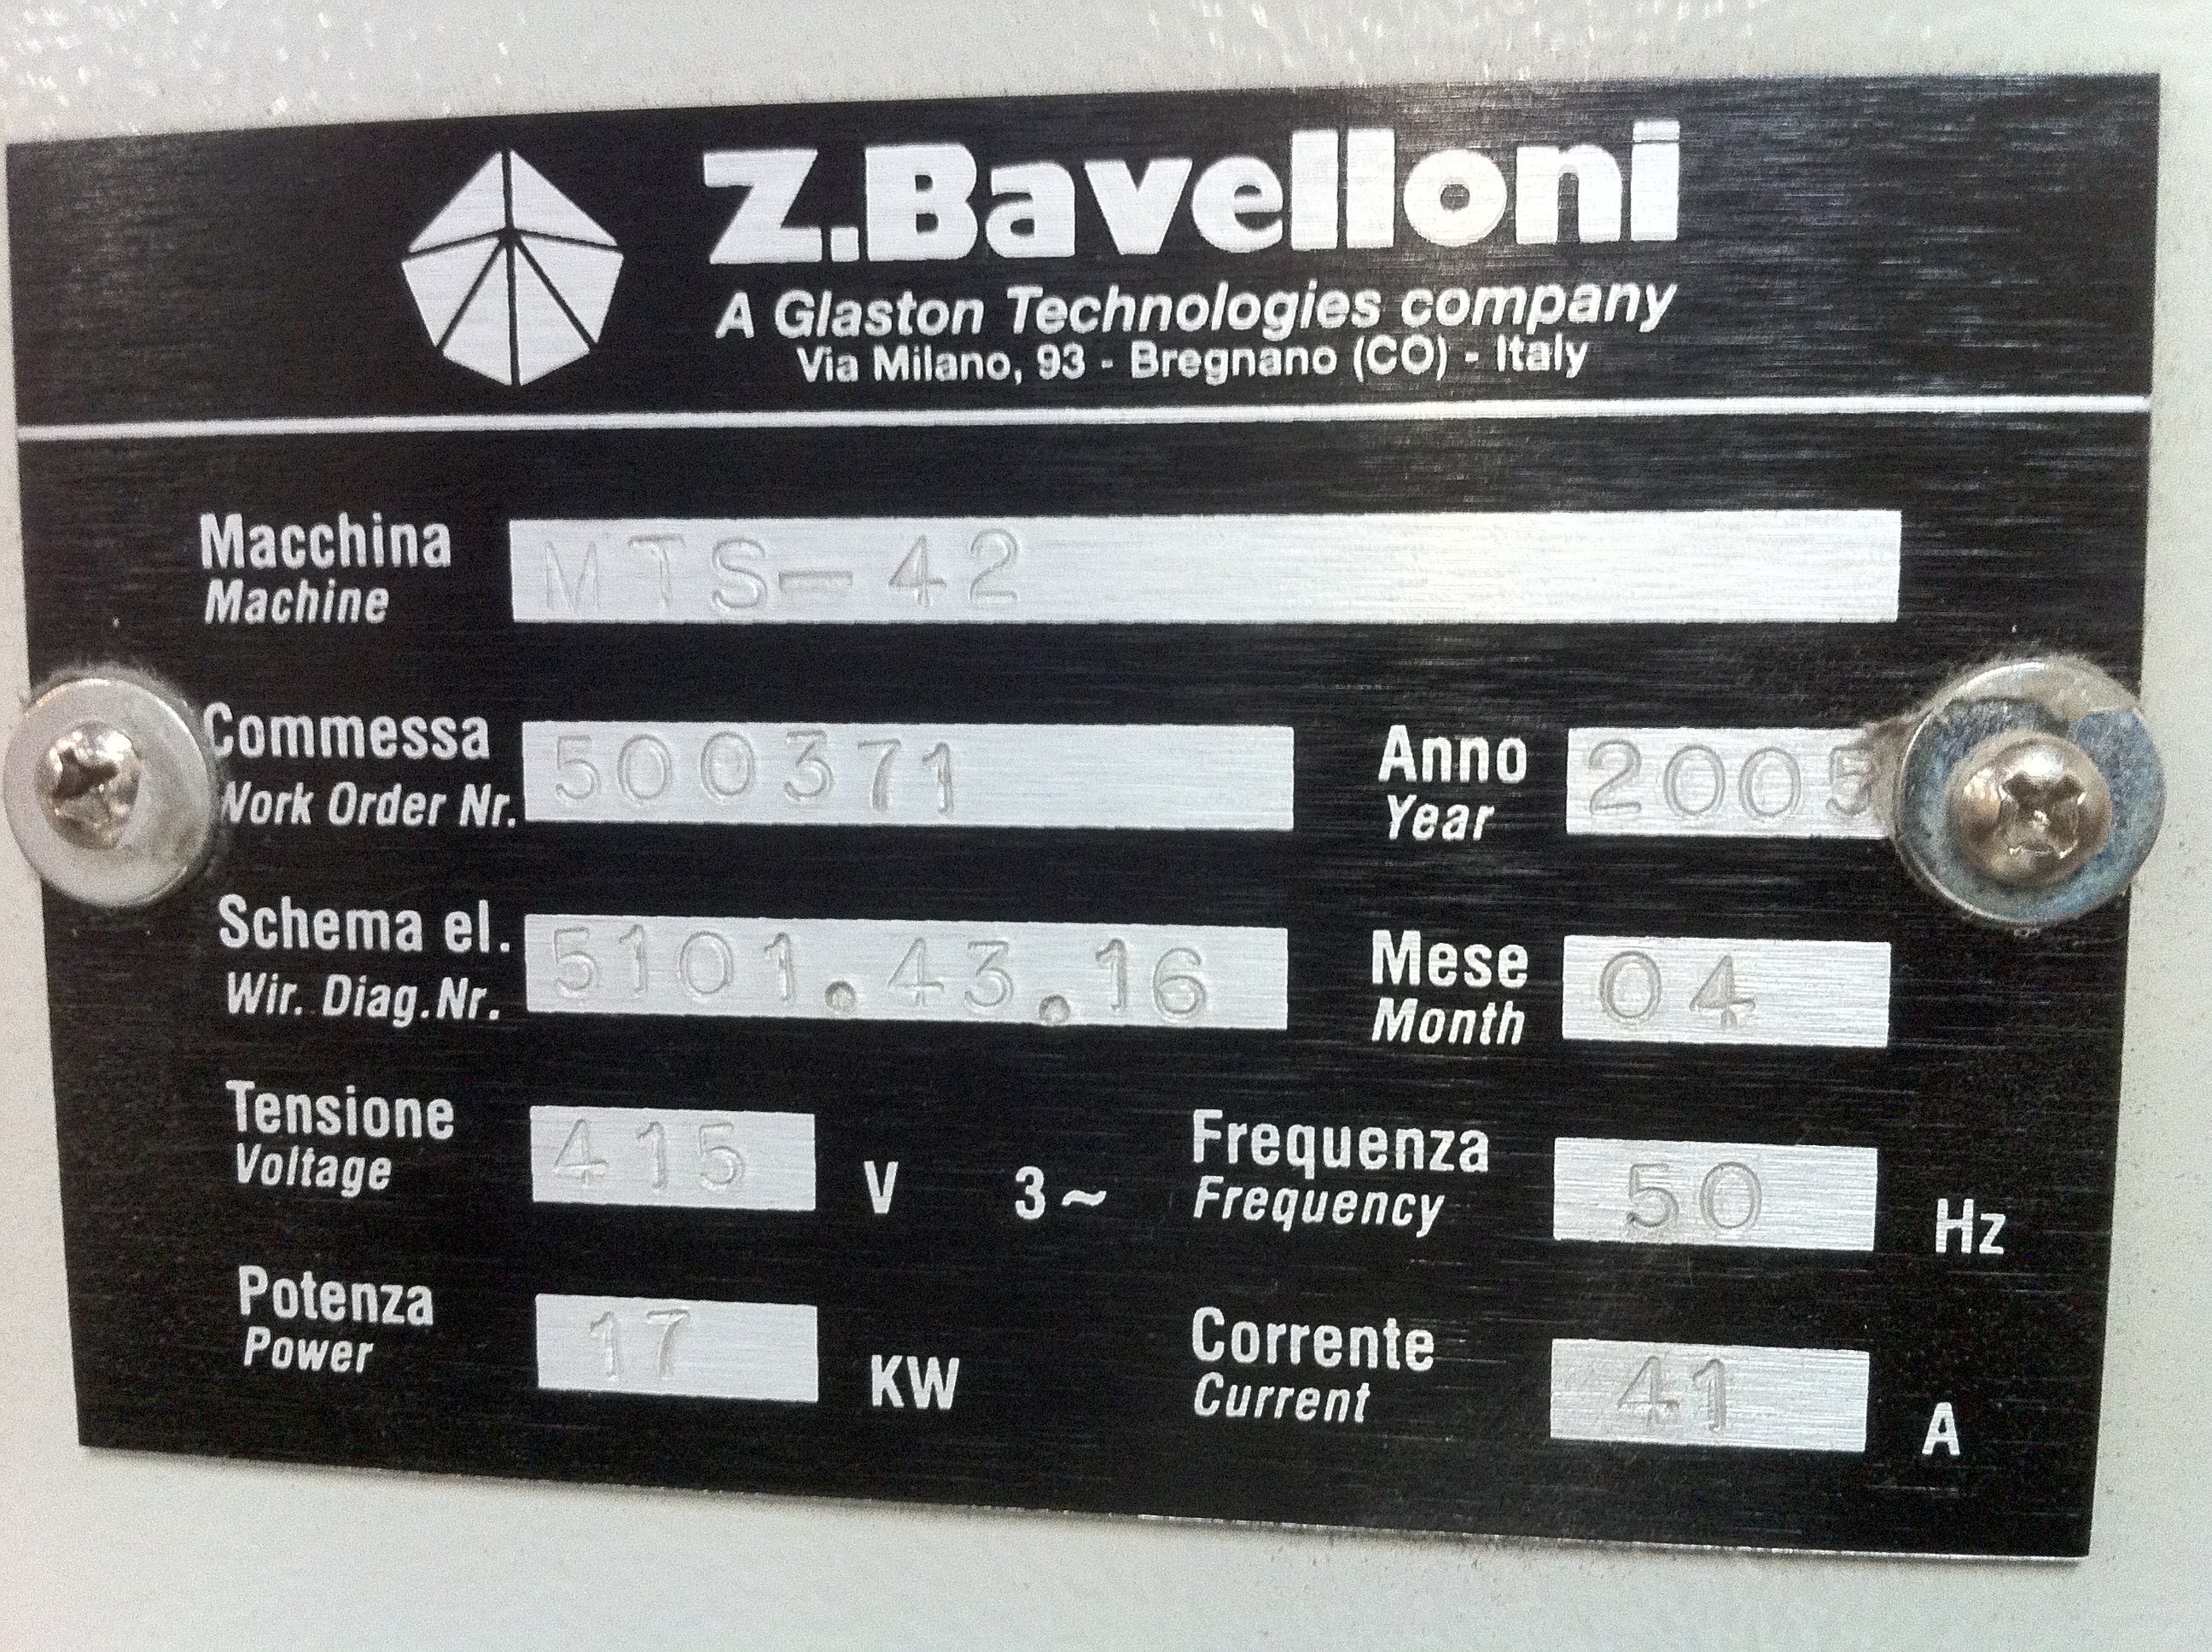 Z.Bavelloni
A Glaston Technologies company
Via Milano, 93 - Bregnano (CO) - Italy
Macchina MTS-42
Machine
Commessa 500371 Anno 2005
Work Order Nr. Year
Schema el. 5101.43.16 Mese 04
Wir. Diag.Nr. Month
Tensione 415 V 3~ Frequenza 50 Hz
Voltage Frequency
Potenza 17 KW Corrente 41 A
Power Current